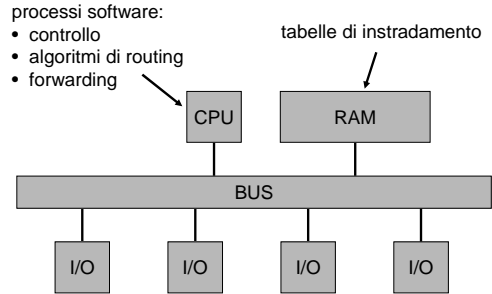 processi software:
• controllo
• algoritmi di routing
• forwarding
tabelle di instradamento
CPU
RAM
BUS
I/O
I/O
I/O
I/O